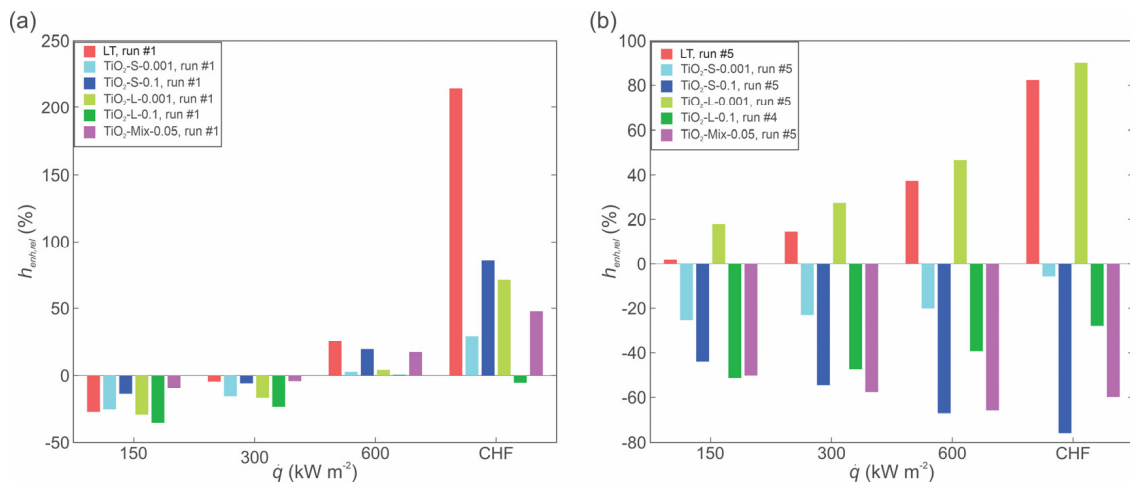 (a)
250
200
150
100
50
0
-50
h_enh,rel (%)
LT, run #1
TiO₂-S-0.001, run #1
TiO₂-S-0.1, run #1
TiO₂-L-0.001, run #1
TiO₂-L-0.1, run #1
TiO₂-Mix-0.05, run #1
150 300 600 CHF
q̇ (kW m⁻²)
(b)
100
80
60
40
20
0
-20
-40
-60
-80
h_enh,rel (%)
LT, run #5
TiO₂-S-0.001, run #5
TiO₂-S-0.1, run #5
TiO₂-L-0.001, run #5
TiO₂-L-0.1, run #4
TiO₂-Mix-0.05, run #5
150 300 600 CHF
q̇ (kW m⁻²)